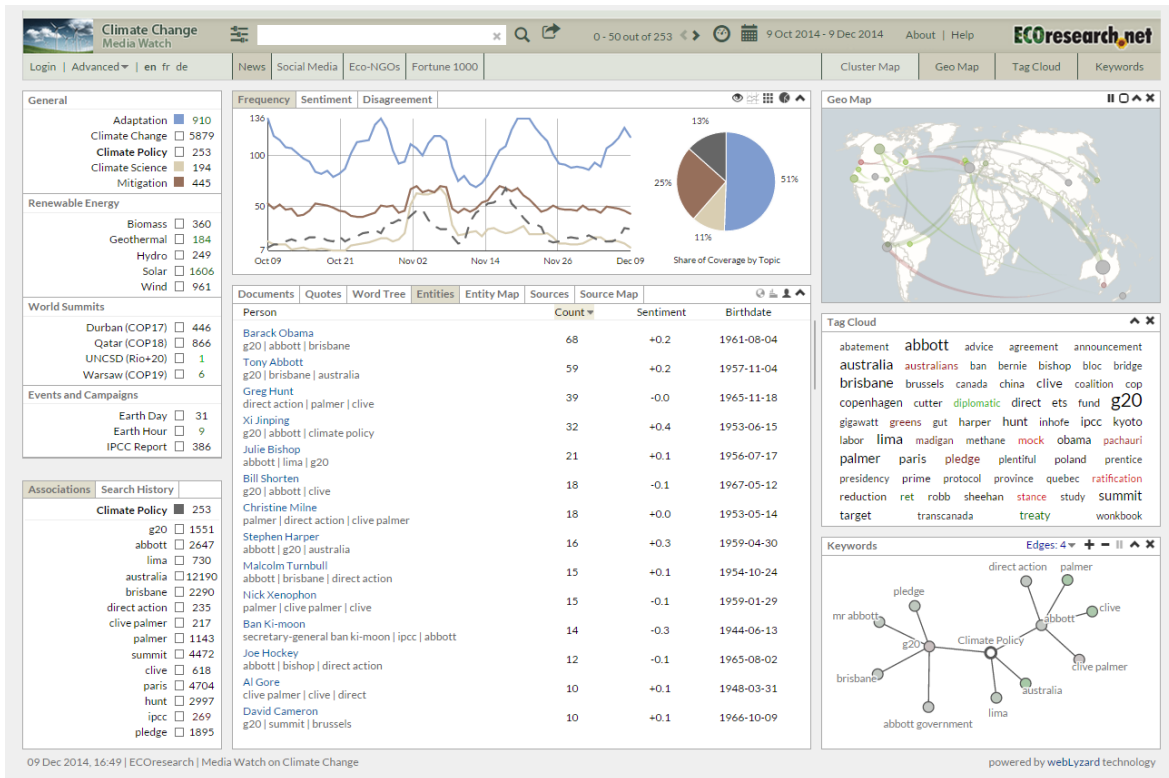 Climate Change
Media Watch
0 - 50 out of 253
9 Oct 2014 - 9 Dec 2014
About | Help
ECOresearch.net
Login | Advanced | en fr de
News
Social Media
Eco-NGOs
Fortune 1000
Cluster Map
Geo Map
Tag Cloud
Keywords
General
Adaptation 910
Climate Change 5879
Climate Policy 253
Climate Science 194
Mitigation 445
Renewable Energy
Biomass 360
Geothermal 184
Hydro 249
Solar 1606
Wind 961
World Summits
Durban (COP17) 446
Qatar (COP18) 866
UNCSD (Rio+20) 1
Warsaw (COP19) 6
Events and Campaigns
Earth Day 31
Earth Hour 9
IPCC Report 386
Associations Search History
Climate Policy 253
g20 1551
abbott 2647
lima 730
australia 12190
brisbane 2290
direct action 235
clive palmer 217
palmer 1143
summit 4472
clive 618
paris 4704
hunt 2997
ipcc 269
pledge 1895
Frequency Sentiment Disagreement
136
100
50
7
Oct 09 Oct 21 Nov 02 Nov 14 Nov 26 Dec 09
13%
51%
25%
11%
Share of Coverage by Topic
Documents Quotes Word Tree Entities Entity Map Sources Source Map
Person Count Sentiment Birthdate
Barack Obama 68 +0.2 1961-08-04
g20 | abbott | brisbane
Tony Abbott 59 +0.2 1957-11-04
g20 | brisbane | australia
Greg Hunt 39 -0.0 1965-11-18
direct action | palmer | clive
Xi Jinping 32 +0.4 1953-06-15
g20 | abbott | climate policy
Julie Bishop 21 +0.1 1956-07-17
abbott | lima | g20
Bill Shorten 18 -0.1 1967-05-12
g20 | abbott | clive
Christine Milne 18 +0.0 1953-05-14
palmer | direct action | clive palmer
Stephen Harper 16 +0.3 1959-04-30
abbott | g20 | australia
Malcolm Turnbull 15 +0.1 1954-10-24
abbott | brisbane | direct action
Nick Xenophon 15 -0.1 1959-01-29
palmer | clive palmer | clive
Ban Ki-moon 14 -0.3 1944-06-13
secretary-general ban ki-moon | ipcc | abbott
Joe Hockey 12 -0.1 1965-08-02
abbott | bishop | direct action
Al Gore 10 +0.1 1948-03-31
clive palmer | clive | direct
David Cameron 10 +0.1 1966-10-09
g20 | summit | brussels
Geo Map
Tag Cloud
abatement abbott advice agreement announcement
australia australians ban bernie bishop bloc bridge
brisbane brussels canada china clive coalition cop
copenhagen cutter diplomatic direct ets fund g20
gigawatt greens gut harper hunt inhofe ipcc kyoto
labor lima madigan methane mock obama pachauri
palmer paris pledge plentiful poland prentice
presidency prime protocol province quebec ratification
reduction ret robb sheehan stance study summit
target transcanada treaty wonkbook
Keywords Edges: 4
direct action palmer
pledge
clive
mr abbott
abbott
g20
Climate Policy
clive palmer
brisbane
australia
lima
abbott government
09 Dec 2014, 16:49 | ECOresearch | Media Watch on Climate Change
powered by webLyzard technology